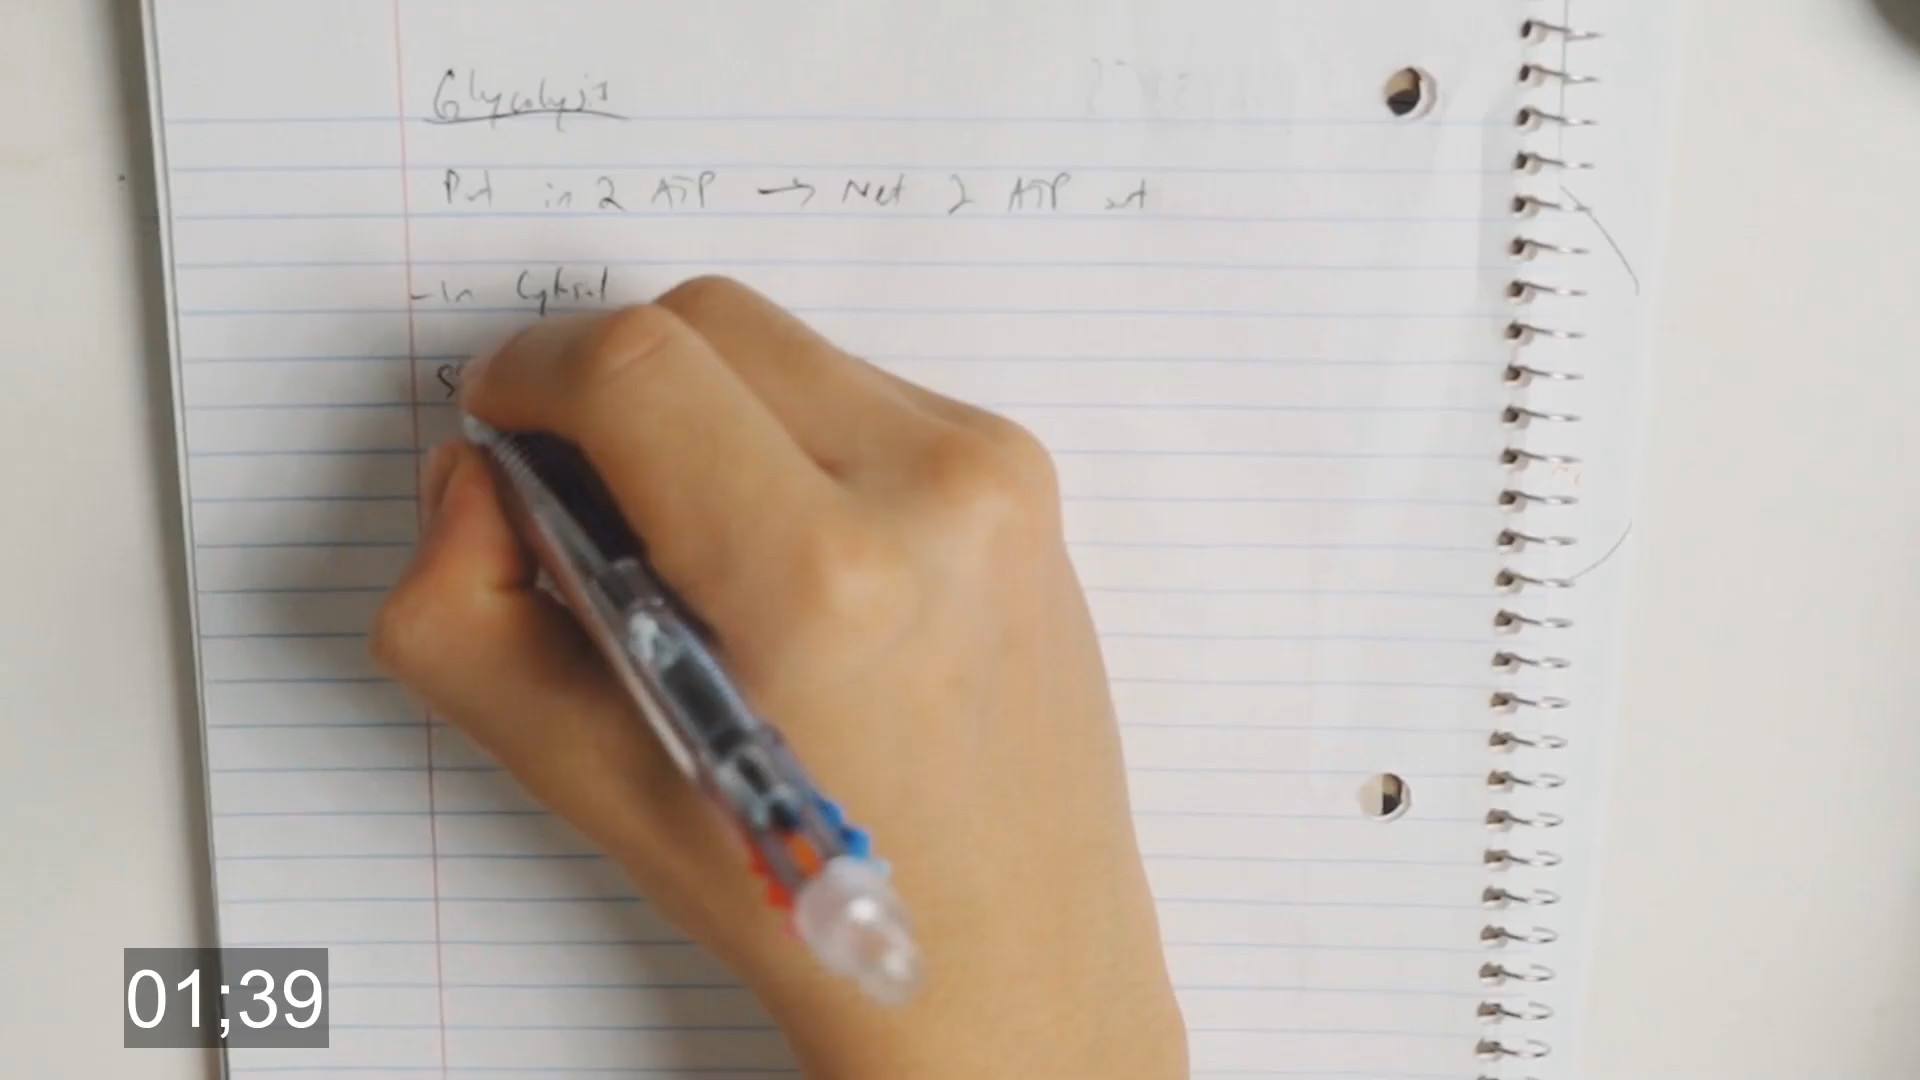 Glycolysis
Put in 2 ATP → Net 2 ATP out
- In Cytosol
01;39